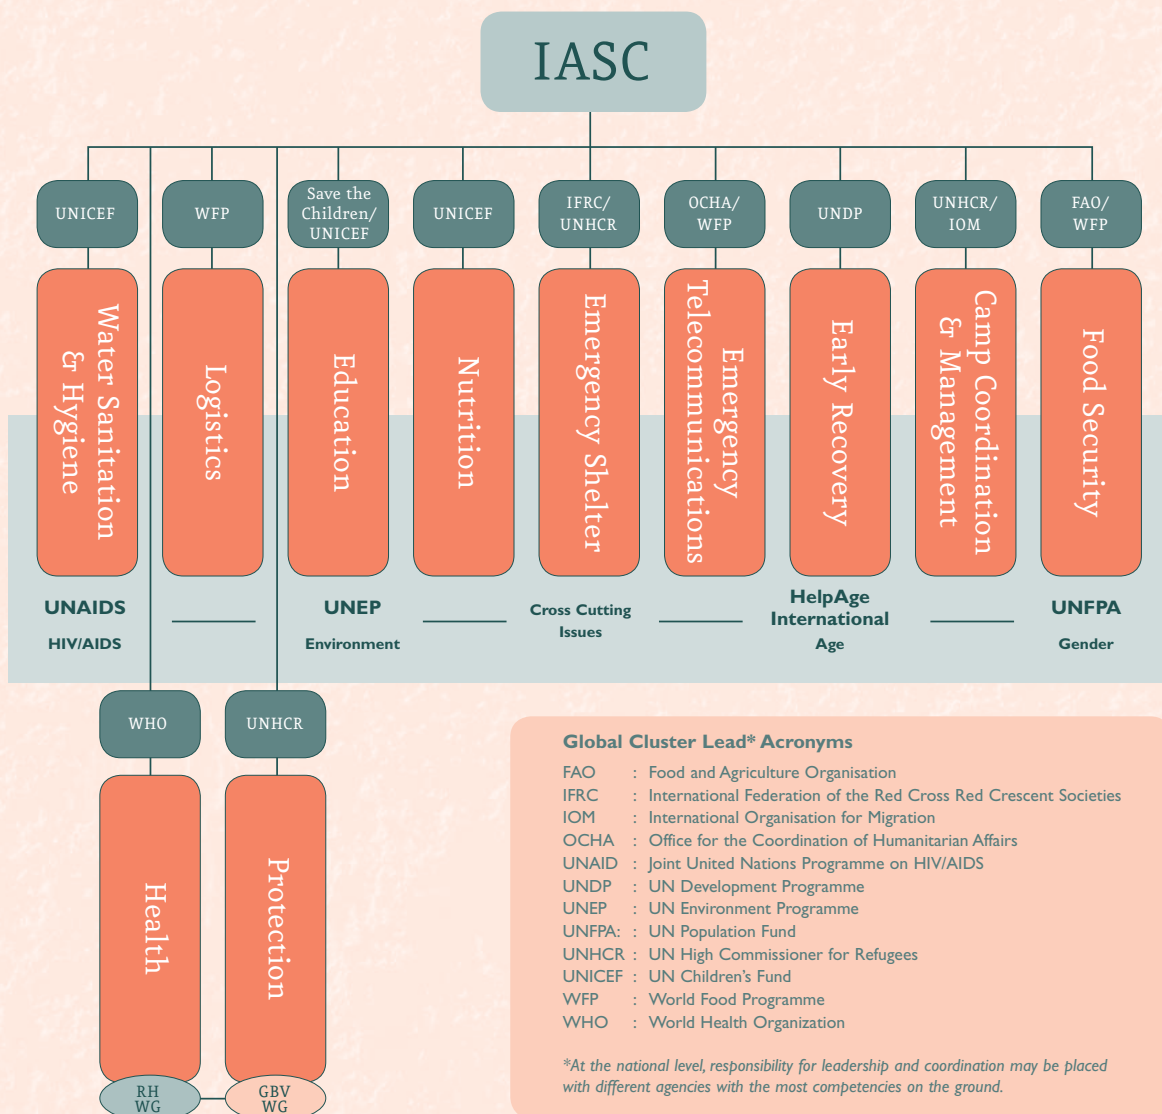 IASC
UNICEF
WFP
Save the
Children/
UNICEF
UNICEF
IFRC/
UNHCR
OCHA/
WFP
UNDP
UNHCR/
IOM
FAO/
WFP
Water Sanitation
& Hygiene
Logistics
Education
Nutrition
Emergency Shelter
Emergency
Telecommunications
Early Recovery
Camp Coordination
& Management
Food Security
UNAIDS
HIV/AIDS
UNEP
Environment
Cross Cutting
Issues
HelpAge
International
Age
UNFPA
Gender
WHO
UNHCR
Health
Protection
RH
WG
GBV
WG
Global Cluster Lead* Acronyms
FAO : Food and Agriculture Organisation
IFRC : International Federation of the Red Cross Red Crescent Societies
IOM : International Organisation for Migration
OCHA : Office for the Coordination of Humanitarian Affairs
UNAID : Joint United Nations Programme on HIV/AIDS
UNDP : UN Development Programme
UNEP : UN Environment Programme
UNFPA: : UN Population Fund
UNHCR : UN High Commissioner for Refugees
UNICEF : UN Children's Fund
WFP : World Food Programme
WHO : World Health Organization
*At the national level, responsibility for leadership and coordination may be placed
with different agencies with the most competencies on the ground.